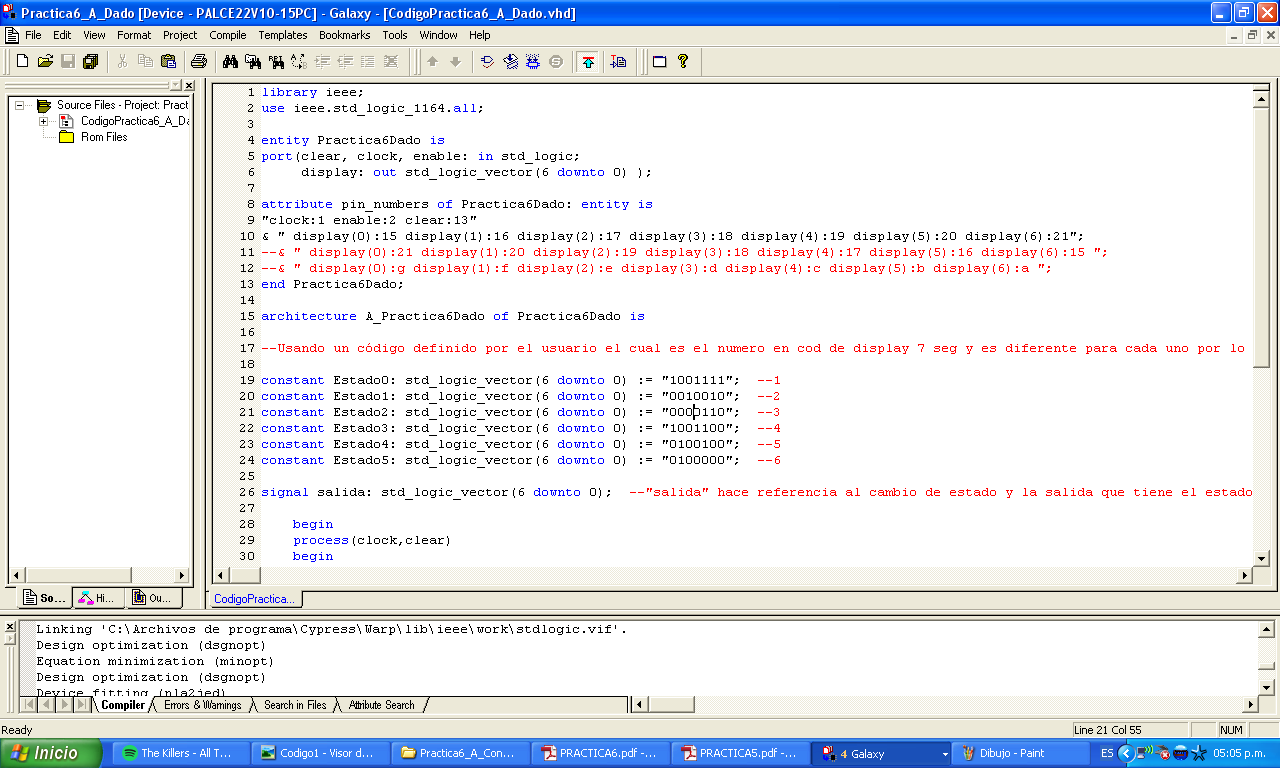 Practica6_A_Dado [Device - PALCE22V10-15PC] - Galaxy - [CodigoPractica6_A_Dado.vhd]
File Edit View Format Project Compile Templates Bookmarks Tools Window Help
Source Files - Project: Pract
CodigoPractica6_A_Da
Rom Files
1 library ieee;
2 use ieee.std_logic_1164.all;
3
4 entity Practica6Dado is
5 port(clear, clock, enable: in std_logic;
6 display: out std_logic_vector(6 downto 0) );
7
8 attribute pin_numbers of Practica6Dado: entity is
9 "clock:1 enable:2 clear:13"
10 & " display(0):15 display(1):16 display(2):17 display(3):18 display(4):19 display(5):20 display(6):21";
11 --& " display(0):21 display(1):20 display(2):19 display(3):18 display(4):17 display(5):16 display(6):15 ";
12 --& " display(0):g display(1):f display(2):e display(3):d display(4):c display(5):b display(6):a ";
13 end Practica6Dado;
14
15 architecture A_Practica6Dado of Practica6Dado is
16
17 --Usando un código definido por el usuario el cual es el numero en cod de display 7 seg y es diferente para cada uno por lo
18
19 constant Estado0: std_logic_vector(6 downto 0) := "1001111"; --1
20 constant Estado1: std_logic_vector(6 downto 0) := "0010010"; --2
21 constant Estado2: std_logic_vector(6 downto 0) := "0000110"; --3
22 constant Estado3: std_logic_vector(6 downto 0) := "1001100"; --4
23 constant Estado4: std_logic_vector(6 downto 0) := "0100100"; --5
24 constant Estado5: std_logic_vector(6 downto 0) := "0100000"; --6
25
26 signal salida: std_logic_vector(6 downto 0); --"salida" hace referencia al cambio de estado y la salida que tiene el estado
27
28 begin
29 process(clock,clear)
30 begin
So... Hi... Ou...
CodigoPractica...
Linking 'C:\Archivos de programa\Cypress\Warp\lib\ieee\work\stdlogic.vif'.
Design optimization (dsgnopt)
Equation minimization (minopt)
Design optimization (dsgnopt)
Device fitting (pla2jed)
Compiler Errors & Warnings Search in Files Attribute Search
Ready
Line 21 Col 55 NUM
Inicio The Killers - All T... Codigo1 - Visor d... Practica6_A_Con... PRACTICA6.pdf -... PRACTICA5.pdf -... 4 Galaxy Dibujo - Paint ES 05:05 p.m.